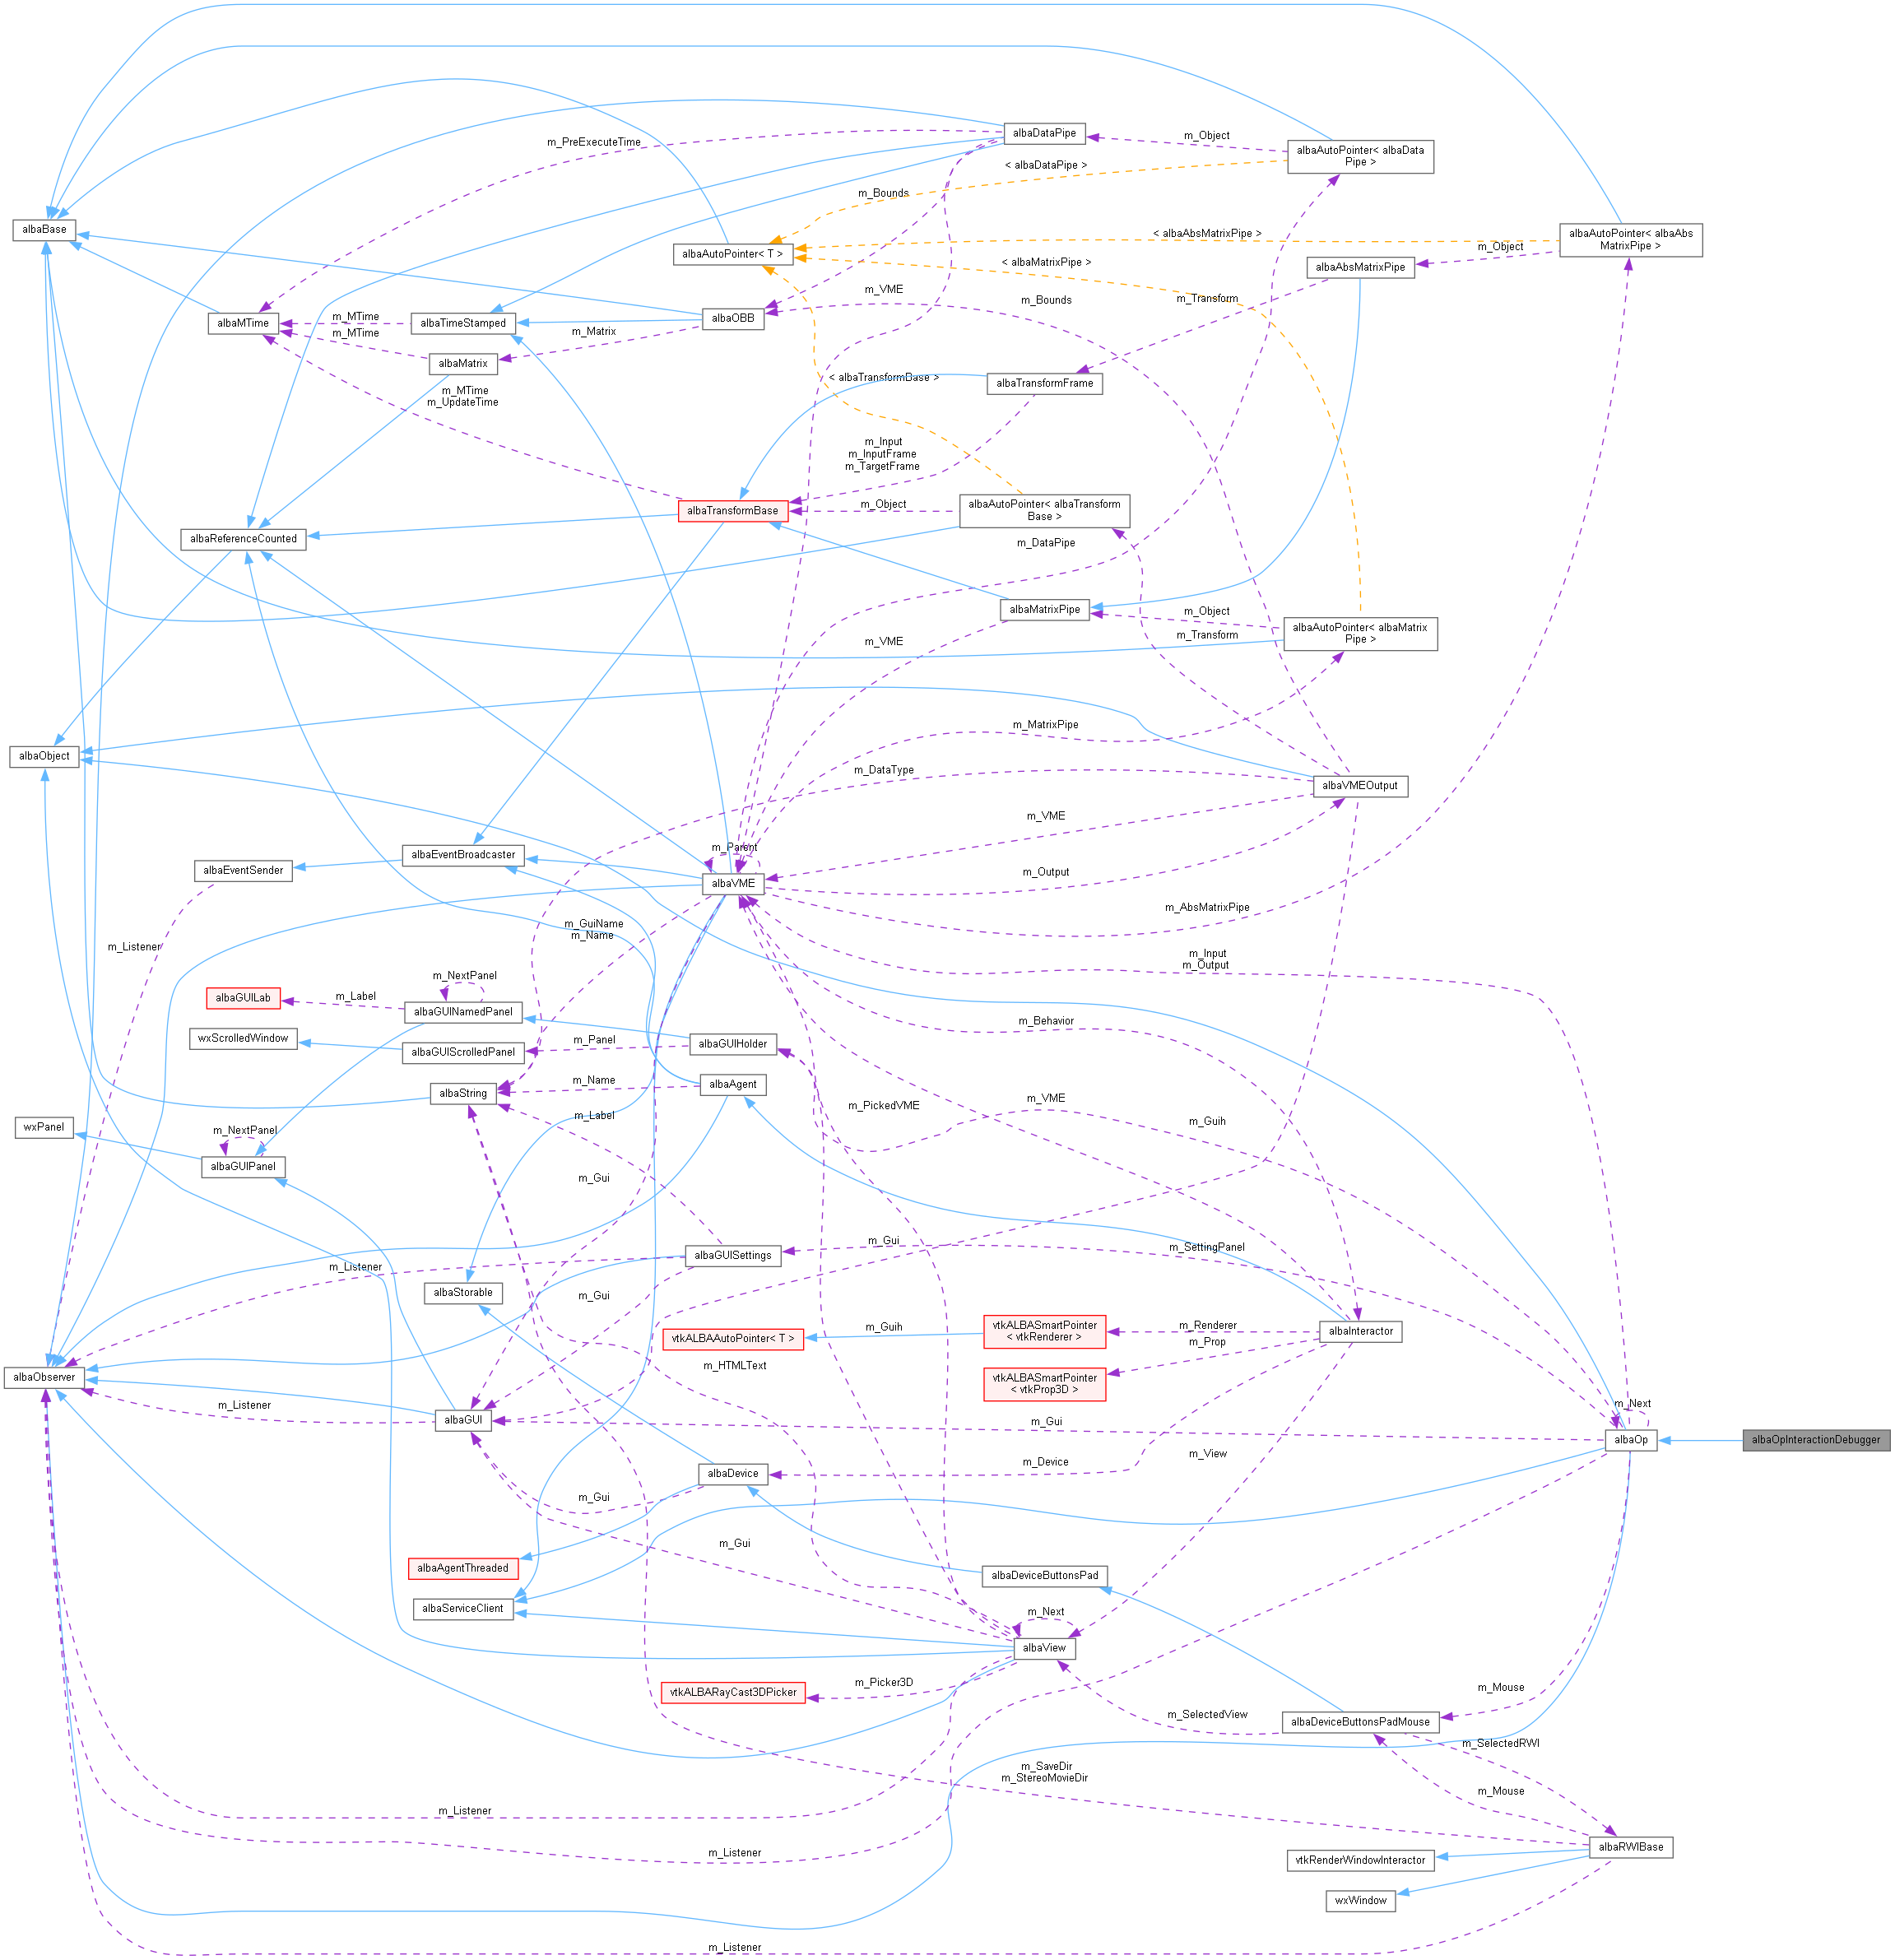 albaDataPipe
m_Object
albaAutoPointer< albaData
Pipe >
m_PreExecuteTime
< albaDataPipe >
m_Bounds
albaBase
albaAutoPointer< T >
< albaAbsMatrixPipe >
albaAutoPointer< albaAbs
MatrixPipe >
m_Object
< albaMatrixPipe >
albaAbsMatrixPipe
m_VME
m_Bounds
m_Transform
albaMTime
m_MTime
albaTimeStamped
albaOBB
m_MTime
m_Matrix
albaMatrix
< albaTransformBase >
albaTransformFrame
m_MTime
m_UpdateTime
m_Input
m_InputFrame
m_TargetFrame
albaTransformBase
m_Object
albaAutoPointer< albaTransform
Base >
albaReferenceCounted
m_DataPipe
albaMatrixPipe
m_Object
albaAutoPointer< albaMatrix
Pipe >
m_VME
m_Transform
m_MatrixPipe
albaObject
m_DataType
albaVMEOutput
m_VME
albaEventBroadcaster
m_Parent
albaEventSender
albaVME
m_Output
m_AbsMatrixPipe
m_GuiName
m_Name
m_Listener
m_Input
m_Output
m_NextPanel
albaGUILab
m_Label
albaGUINamedPanel
m_Behavior
wxScrolledWindow
albaGUIScrolledPanel
m_Panel
albaGUIHolder
albaString
m_Name
albaAgent
m_PickedVME
m_VME
m_Label
m_Guih
wxPanel
m_NextPanel
albaGUIPanel
m_Gui
m_Gui
m_SettingPanel
albaGUISettings
m_Listener
albaStorable
m_Gui
vtkALBAAutoPointer< T >
m_Guih
vtkALBASmartPointer
< vtkRenderer >
m_Renderer
albaInteractor
m_Prop
albaObserver
m_HTMLText
vtkALBASmartPointer
< vtkProp3D >
m_Listener
albaGUI
m_Gui
m_Next
albaOp
albaOpInteractionDebugger
m_View
albaDevice
m_Device
m_Gui
m_Gui
albaAgentThreaded
albaDeviceButtonsPad
albaServiceClient
m_Next
albaView
m_Picker3D
vtkALBARayCast3DPicker
m_Mouse
m_SelectedView
albaDeviceButtonsPadMouse
m_SelectedRWI
m_SaveDir
m_StereoMovieDir
m_Mouse
m_Listener
albaRWIBase
m_Listener
vtkRenderWindowInteractor
wxWindow
m_Listener